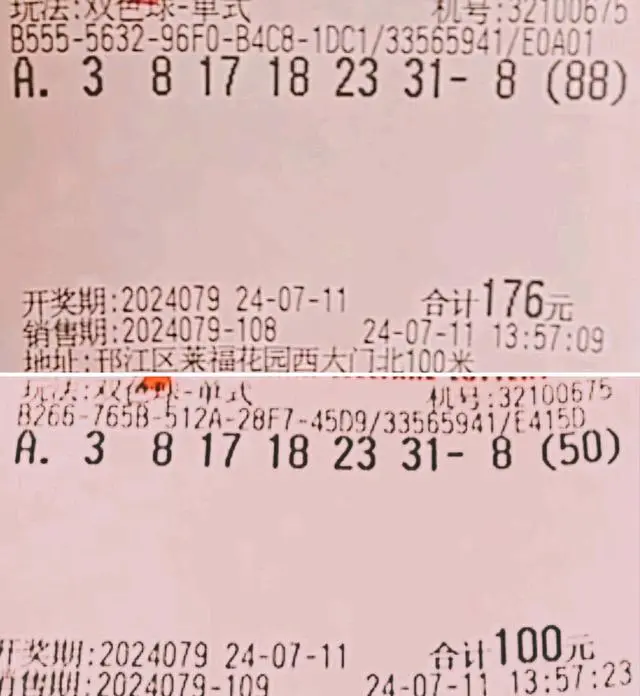 玩法:双色球-单式 机号:32100675
B555-5632-96F0-B4C8-1DC1/33565941/E0A01
A. 3 8 17 18 23 31- 8 (88)
开奖期:2024079 24-07-11 合计176元
销售期:2024079-108 24-07-11 13:57:09
地址:邗江区莱福花园西大门北100米
玩法:双色球-单式 机号:32100675
B266-765B-512A-28F7-45D9/33565941/E415D
A. 3 8 17 18 23 31- 8 (50)
开奖期:2024079 24-07-11 合计100元
销售期:2024079-109 24-07-11 13:57:23